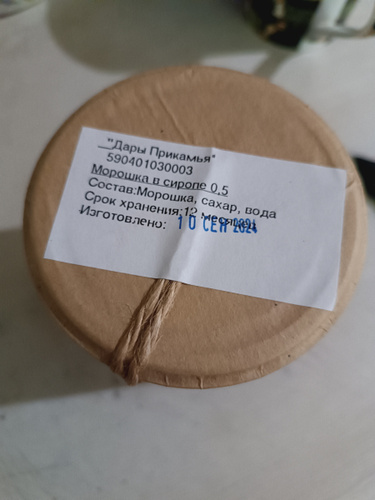 "Дары Прикамья"
590401030003
Морошка в сиропе 0,5
Состав:Морошка, сахар, вода
Срок хранения:12 месяцев
Изготовлено: 10 СЕН 2024